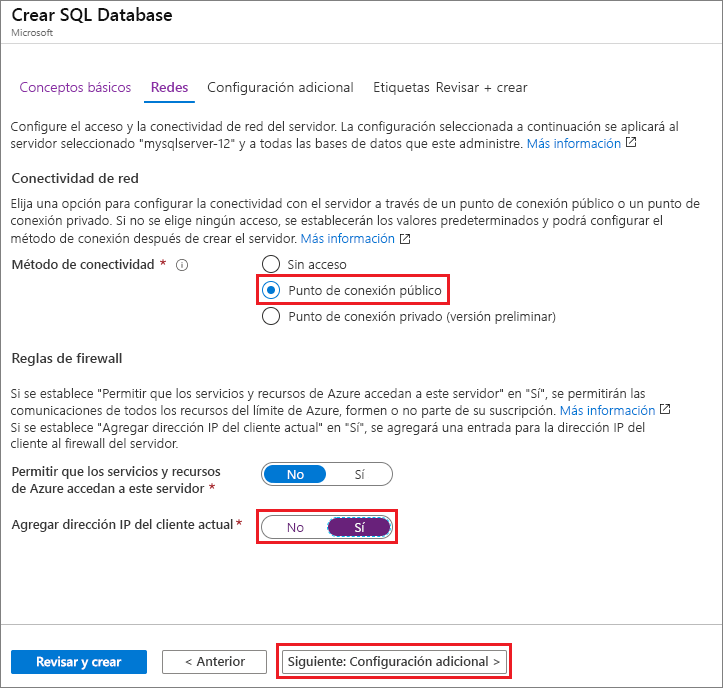 Crear SQL Database
Microsoft
Conceptos básicos Redes Configuración adicional Etiquetas Revisar + crear
Configure el acceso y la conectividad de red del servidor. La configuración seleccionada a continuación se aplicará al
servidor seleccionado "mysqlserver-12" y a todas las bases de datos que este administre. Más información
Conectividad de red
Elija una opción para configurar la conectividad con el servidor a través de un punto de conexión público o un punto de
conexión privado. Si no se elige ningún acceso, se establecerán los valores predeterminados y podrá configurar el
método de conexión después de crear el servidor. Más información
Método de conectividad *
Sin acceso
Punto de conexión público
Punto de conexión privado (versión preliminar)
Reglas de firewall
Si se establece "Permitir que los servicios y recursos de Azure accedan a este servidor" en "Sí", se permitirán las
comunicaciones de todos los recursos del límite de Azure, formen o no parte de su suscripción. Más información
Si se establece "Agregar dirección IP del cliente actual" en "Sí", se agregará una entrada para la dirección IP del
cliente al firewall del servidor.
Permitir que los servicios y recursos
de Azure accedan a este servidor *
No Sí
Agregar dirección IP del cliente actual *
No Sí
Revisar y crear < Anterior Siguiente: Configuración adicional >